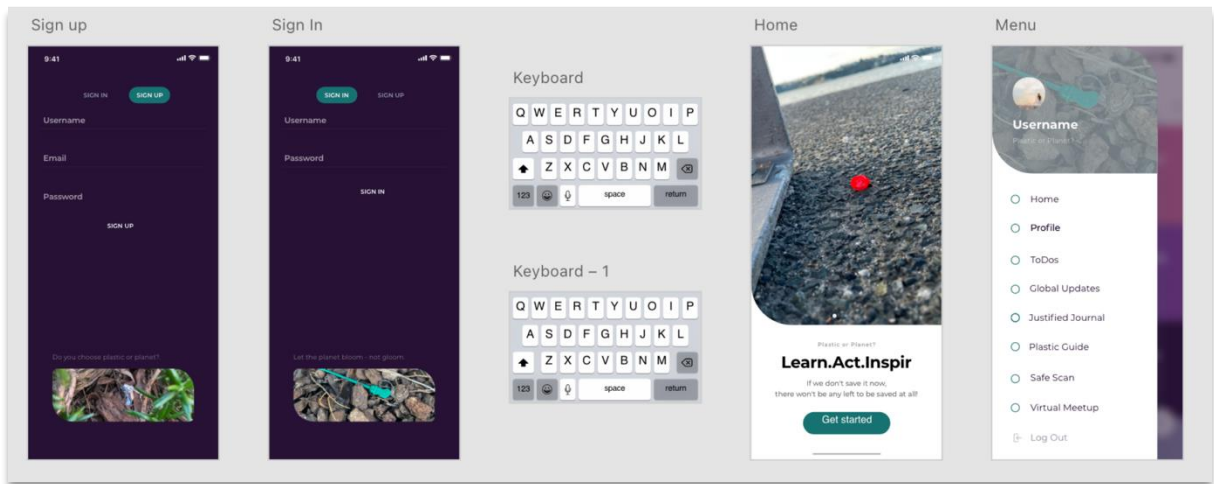 Sign up
9:41
SIGN IN SIGN UP
Username
Email
Password
SIGN UP
Do you choose plastic or planet?
Sign In
9:41
SIGN IN SIGN UP
Username
Password
SIGN IN
Let the planet bloom - not gloom
Keyboard
Q W E R T Y U O I P
A S D F G H J K L
Z X C V B N M
123 space return
Keyboard – 1
Q W E R T Y U O I P
A S D F G H J K L
Z X C V B N M
123 space return
Home
Plastic or Planet?
Learn.Act.Inspir
If we don't save it now,
there won't be any left to be saved at all!
Get started
Menu
Username
Plastic or Planet?
Home
Profile
ToDos
Global Updates
Justified Journal
Plastic Guide
Safe Scan
Virtual Meetup
Log Out